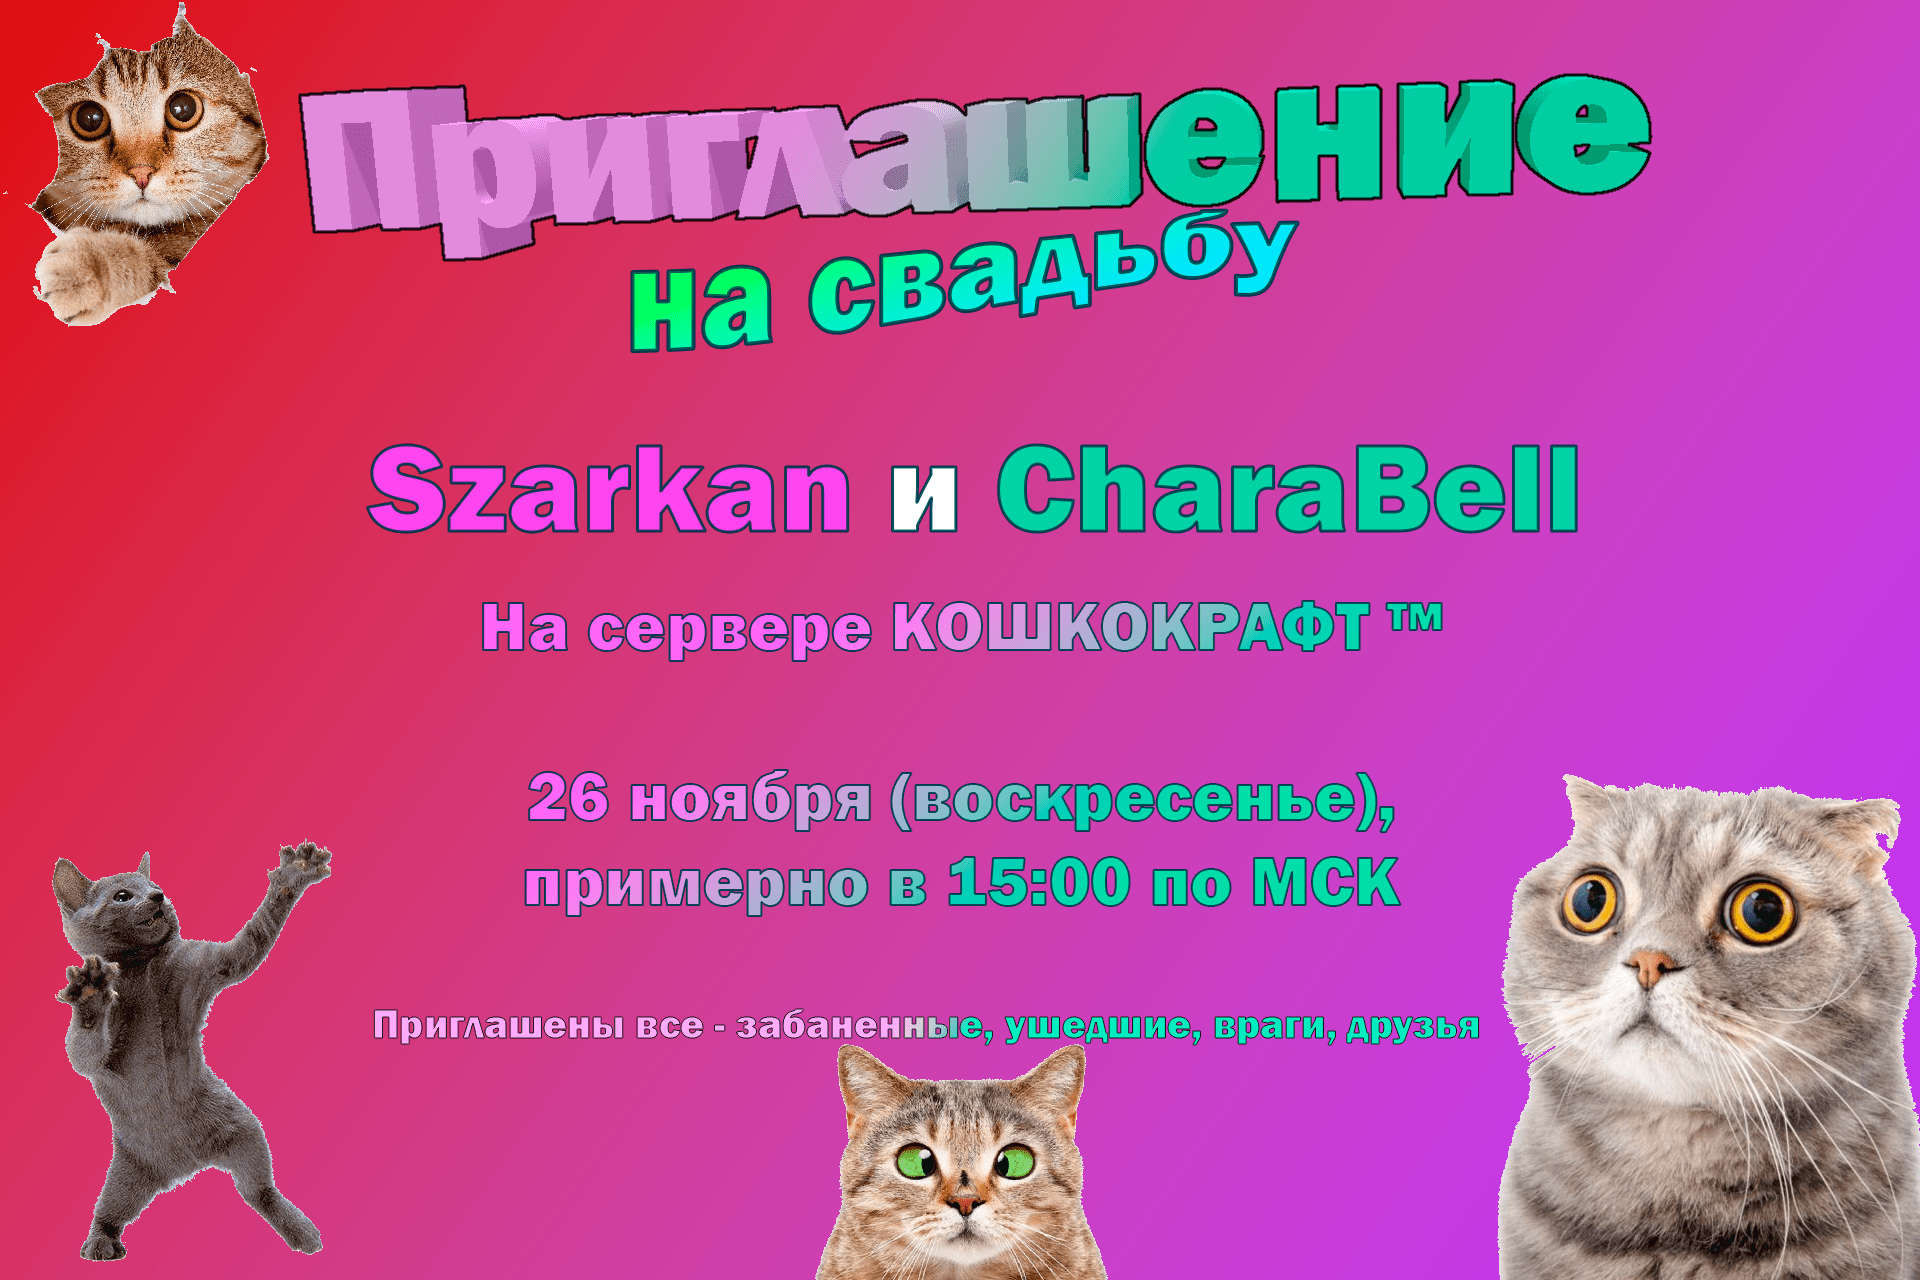 Приглашение
на свадьбу
Szarkan и CharaBell
На сервере КОШКОКРАФТ ™
26 ноября (воскресенье),
примерно в 15:00 по МСК
Приглашены все - забаненные, ушедшие, враги, друзья